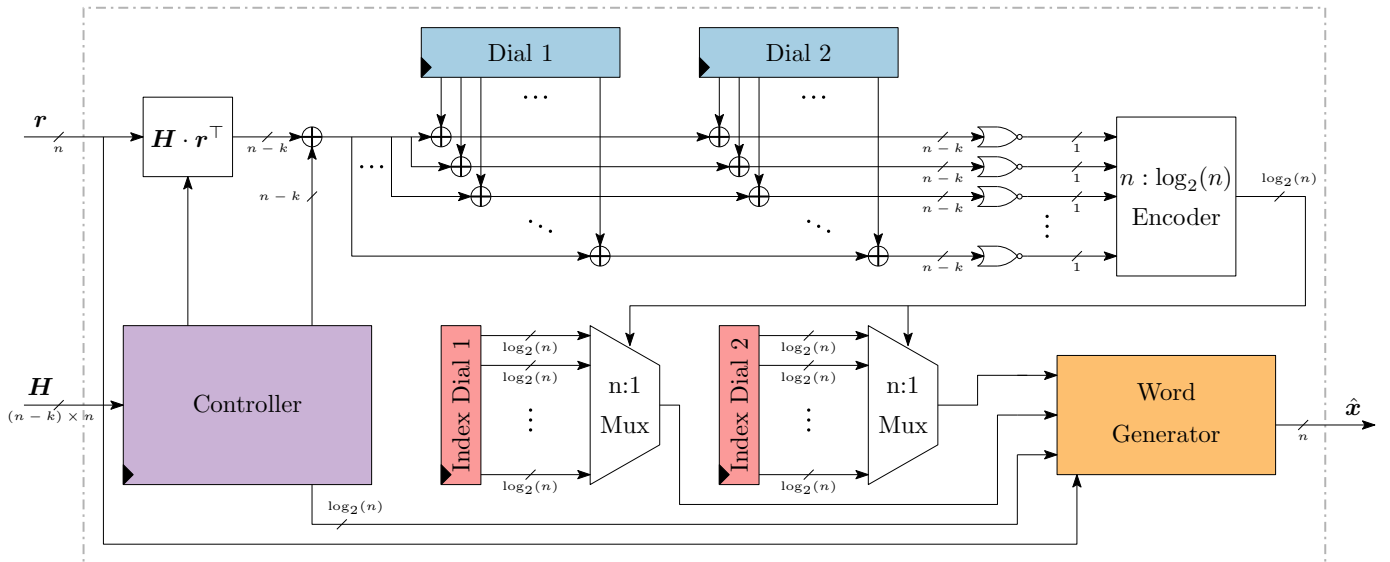 Dial 1
Dial 2
...
...
r
n
H · r⊤
n − k
...
n − k
n − k
n − k
n − k
n − k
1
1
1
1
n : log₂(n)
Encoder
log₂(n)
H
(n − k) × n
Controller
log₂(n)
Index Dial 1
log₂(n)
log₂(n)
log₂(n)
n:1
Mux
Index Dial 2
log₂(n)
log₂(n)
log₂(n)
n:1
Mux
Word
Generator
x̂
n